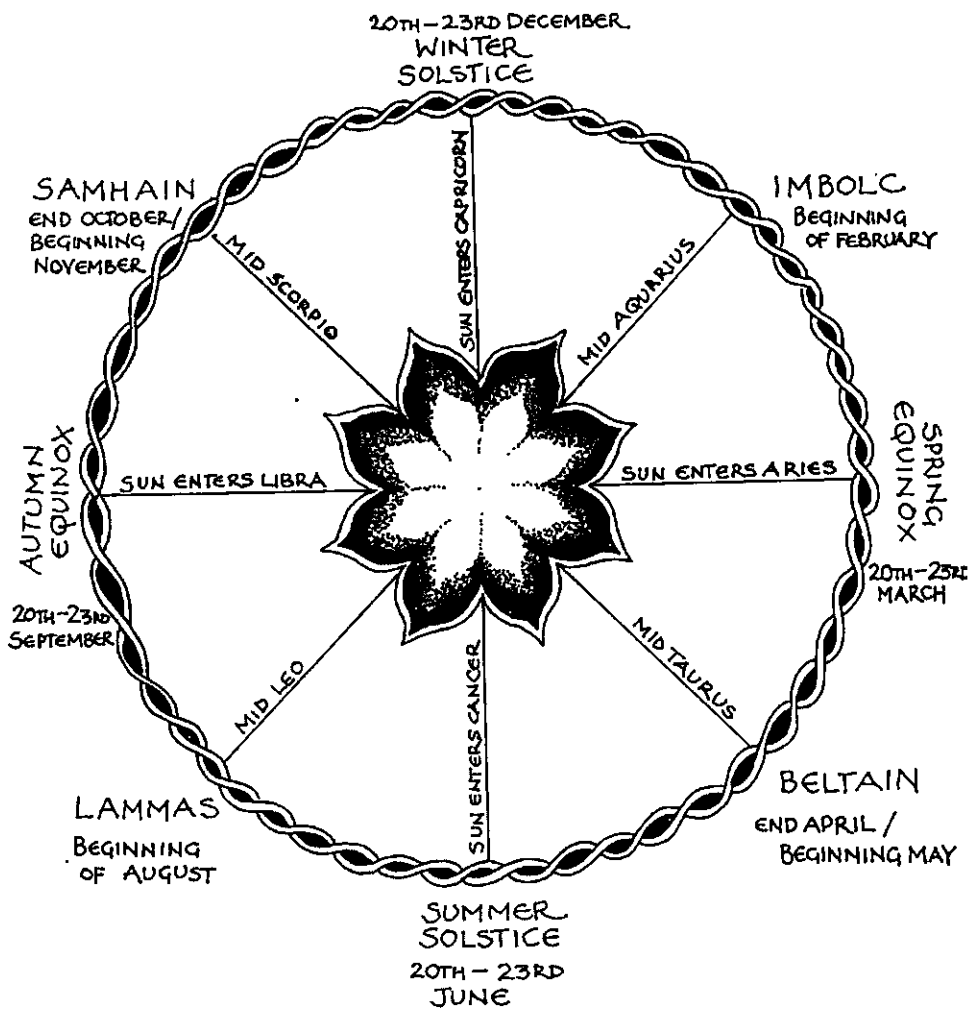 20TH–23RD DECEMBER
WINTER
SOLSTICE
SUN ENTERS CAPRICORN
IMBOLC
BEGINNING
OF FEBRUARY
MID AQUARIUS
SPRING
EQUINOX
20TH–23RD
MARCH
SUN ENTERS ARIES
BELTAIN
END APRIL /
BEGINNING MAY
MID TAURUS
SUN ENTERS CANCER
SUMMER
SOLSTICE
20TH – 23RD
JUNE
LAMMAS
BEGINNING
OF AUGUST
MID LEO
AUTUMN
EQUINOX
20TH–23RD
SEPTEMBER
SUN ENTERS LIBRA
SAMHAIN
END OCTOBER/
BEGINNING
NOVEMBER
MID SCORPIO